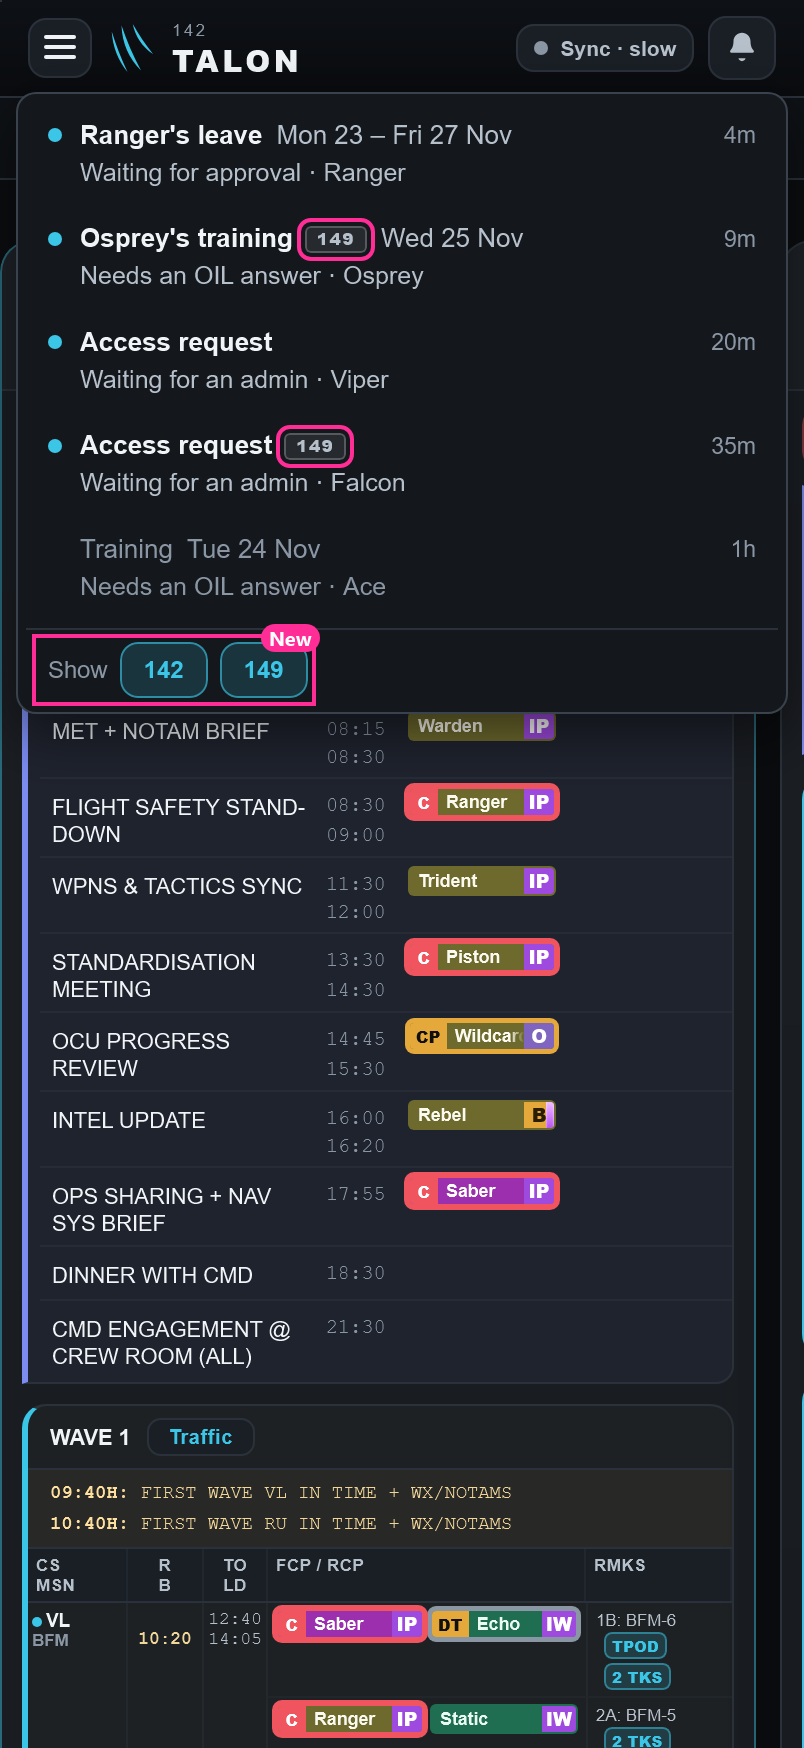 142
TALON
Sync · slow
Ranger's leave Mon 23 – Fri 27 Nov 4m
Waiting for approval · Ranger
Osprey's training 149 Wed 25 Nov 9m
Needs an OIL answer · Osprey
Access request 20m
Waiting for an admin · Viper
Access request 149 35m
Waiting for an admin · Falcon
Training Tue 24 Nov 1h
Needs an OIL answer · Ace
New
Show 142 149
MET + NOTAM BRIEF 08:15 Warden IP
08:30
FLIGHT SAFETY STAND- 08:30 C Ranger IP
DOWN 09:00
WPNS & TACTICS SYNC 11:30 Trident IP
12:00
STANDARDISATION 13:30 C Piston IP
MEETING 14:30
OCU PROGRESS 14:45 CP Wildcar O
REVIEW 15:30
INTEL UPDATE 16:00 Rebel B
16:20
OPS SHARING + NAV 17:55 C Saber IP
SYS BRIEF
DINNER WITH CMD 18:30
CMD ENGAGEMENT @ 21:30
CREW ROOM (ALL)
WAVE 1 Traffic
09:40H: FIRST WAVE VL IN TIME + WX/NOTAMS
10:40H: FIRST WAVE RU IN TIME + WX/NOTAMS
CS R TO FCP / RCP RMKS
MSN B LD
VL 12:40 C Saber IP DT Echo IW 1B: BFM-6
BFM 10:20 14:05 TPOD
2 TKS
C Ranger IP Static IW 2A: BFM-5
2 TKS